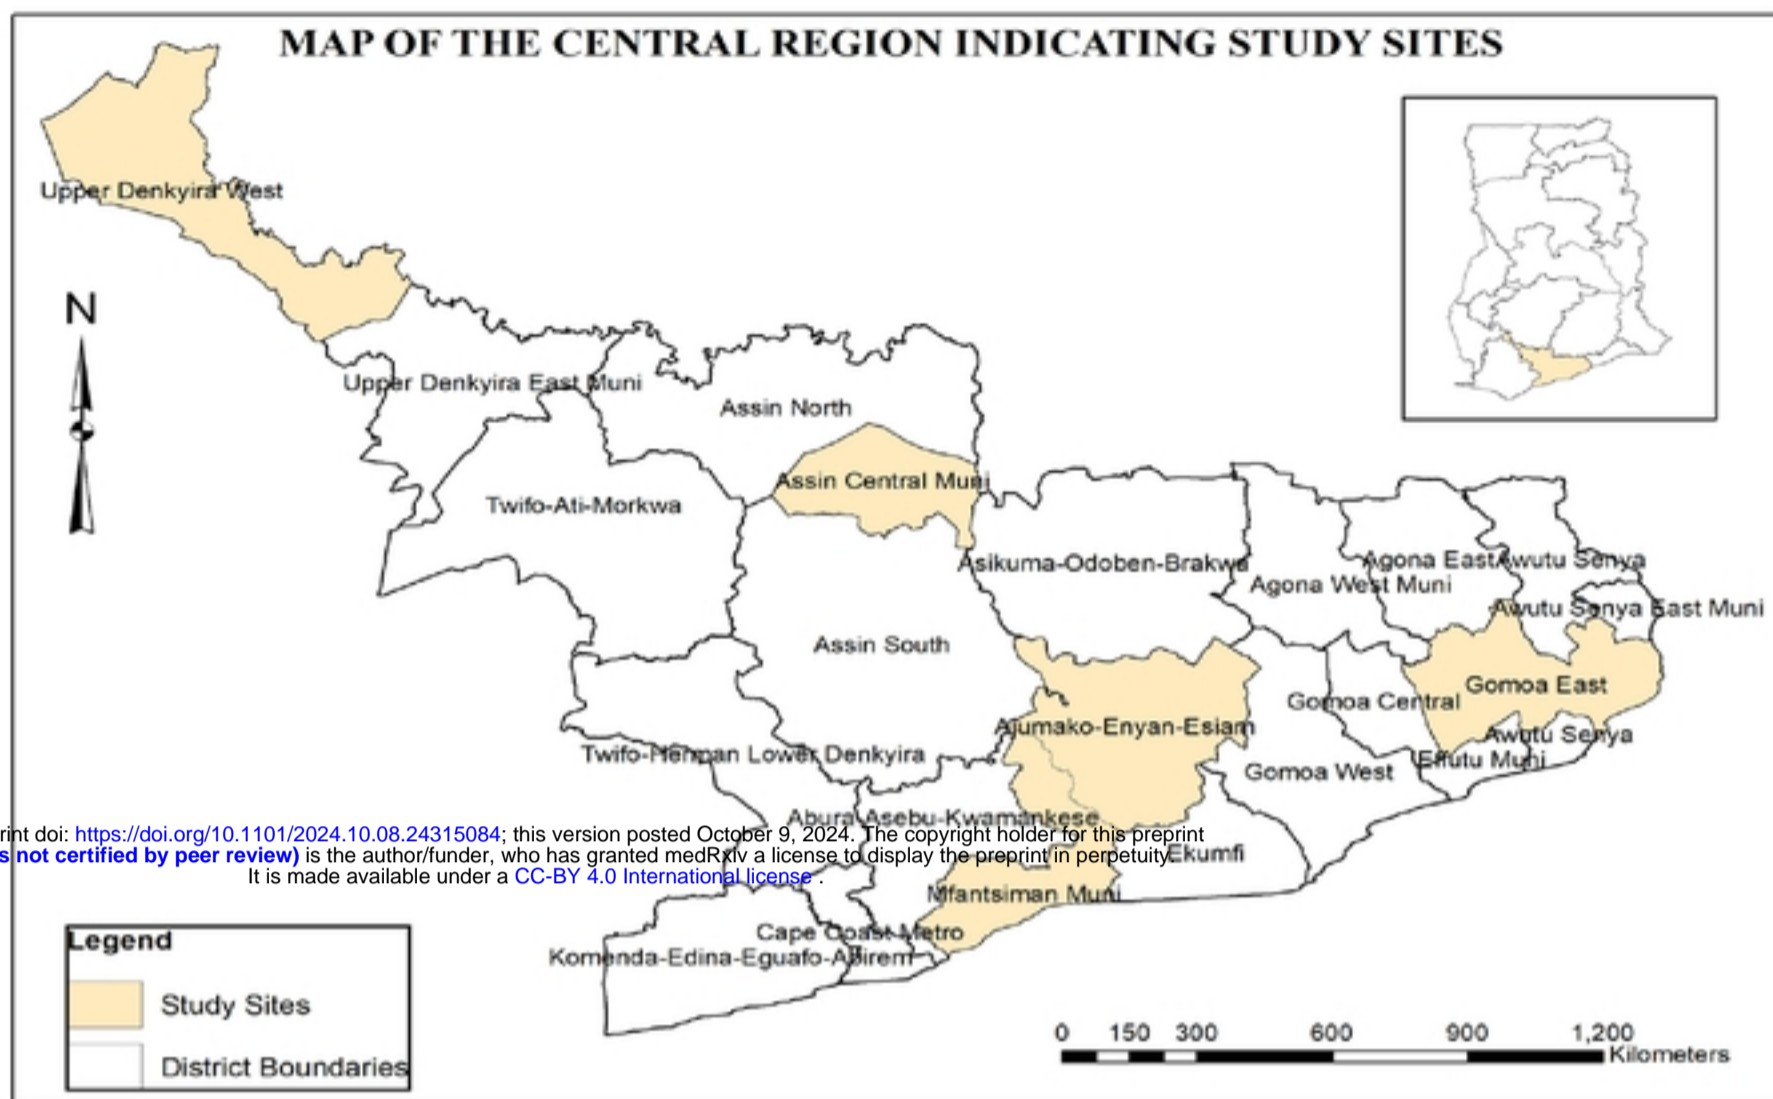 MAP OF THE CENTRAL REGION INDICATING STUDY SITES
Upper Denkyira West
N
Upper Denkyira East Muni
Assin North
Assin Central Muni
Twifo-Ati-Morkwa
Asikuma-Odoben-Brakwa
Agona East
Awutu Senya
Agona West Muni
Awutu Senya East Muni
Assin South
Gomoa East
Gomoa Central
Ajumako-Enyan-Esiam
Awutu Senya
Twifo-Heman Lower Denkyira
Effutu Muni
Gomoa West
Abura Asebu-Kwamankese
rint doi: https://doi.org/10.1101/2024.10.08.24315084; this version posted October 9, 2024. The copyright holder for this preprint
s not certified by peer review) is the author/funder, who has granted medRxiv a license to display the preprint in perpetuity.
Ekumfi
It is made available under a CC-BY 4.0 International license .
Mfantsiman Muni
Cape Coast Metro
Komenda-Edina-Eguafo-Abirem
Legend
Study Sites
District Boundaries
0 150 300 600 900 1,200
Kilometers